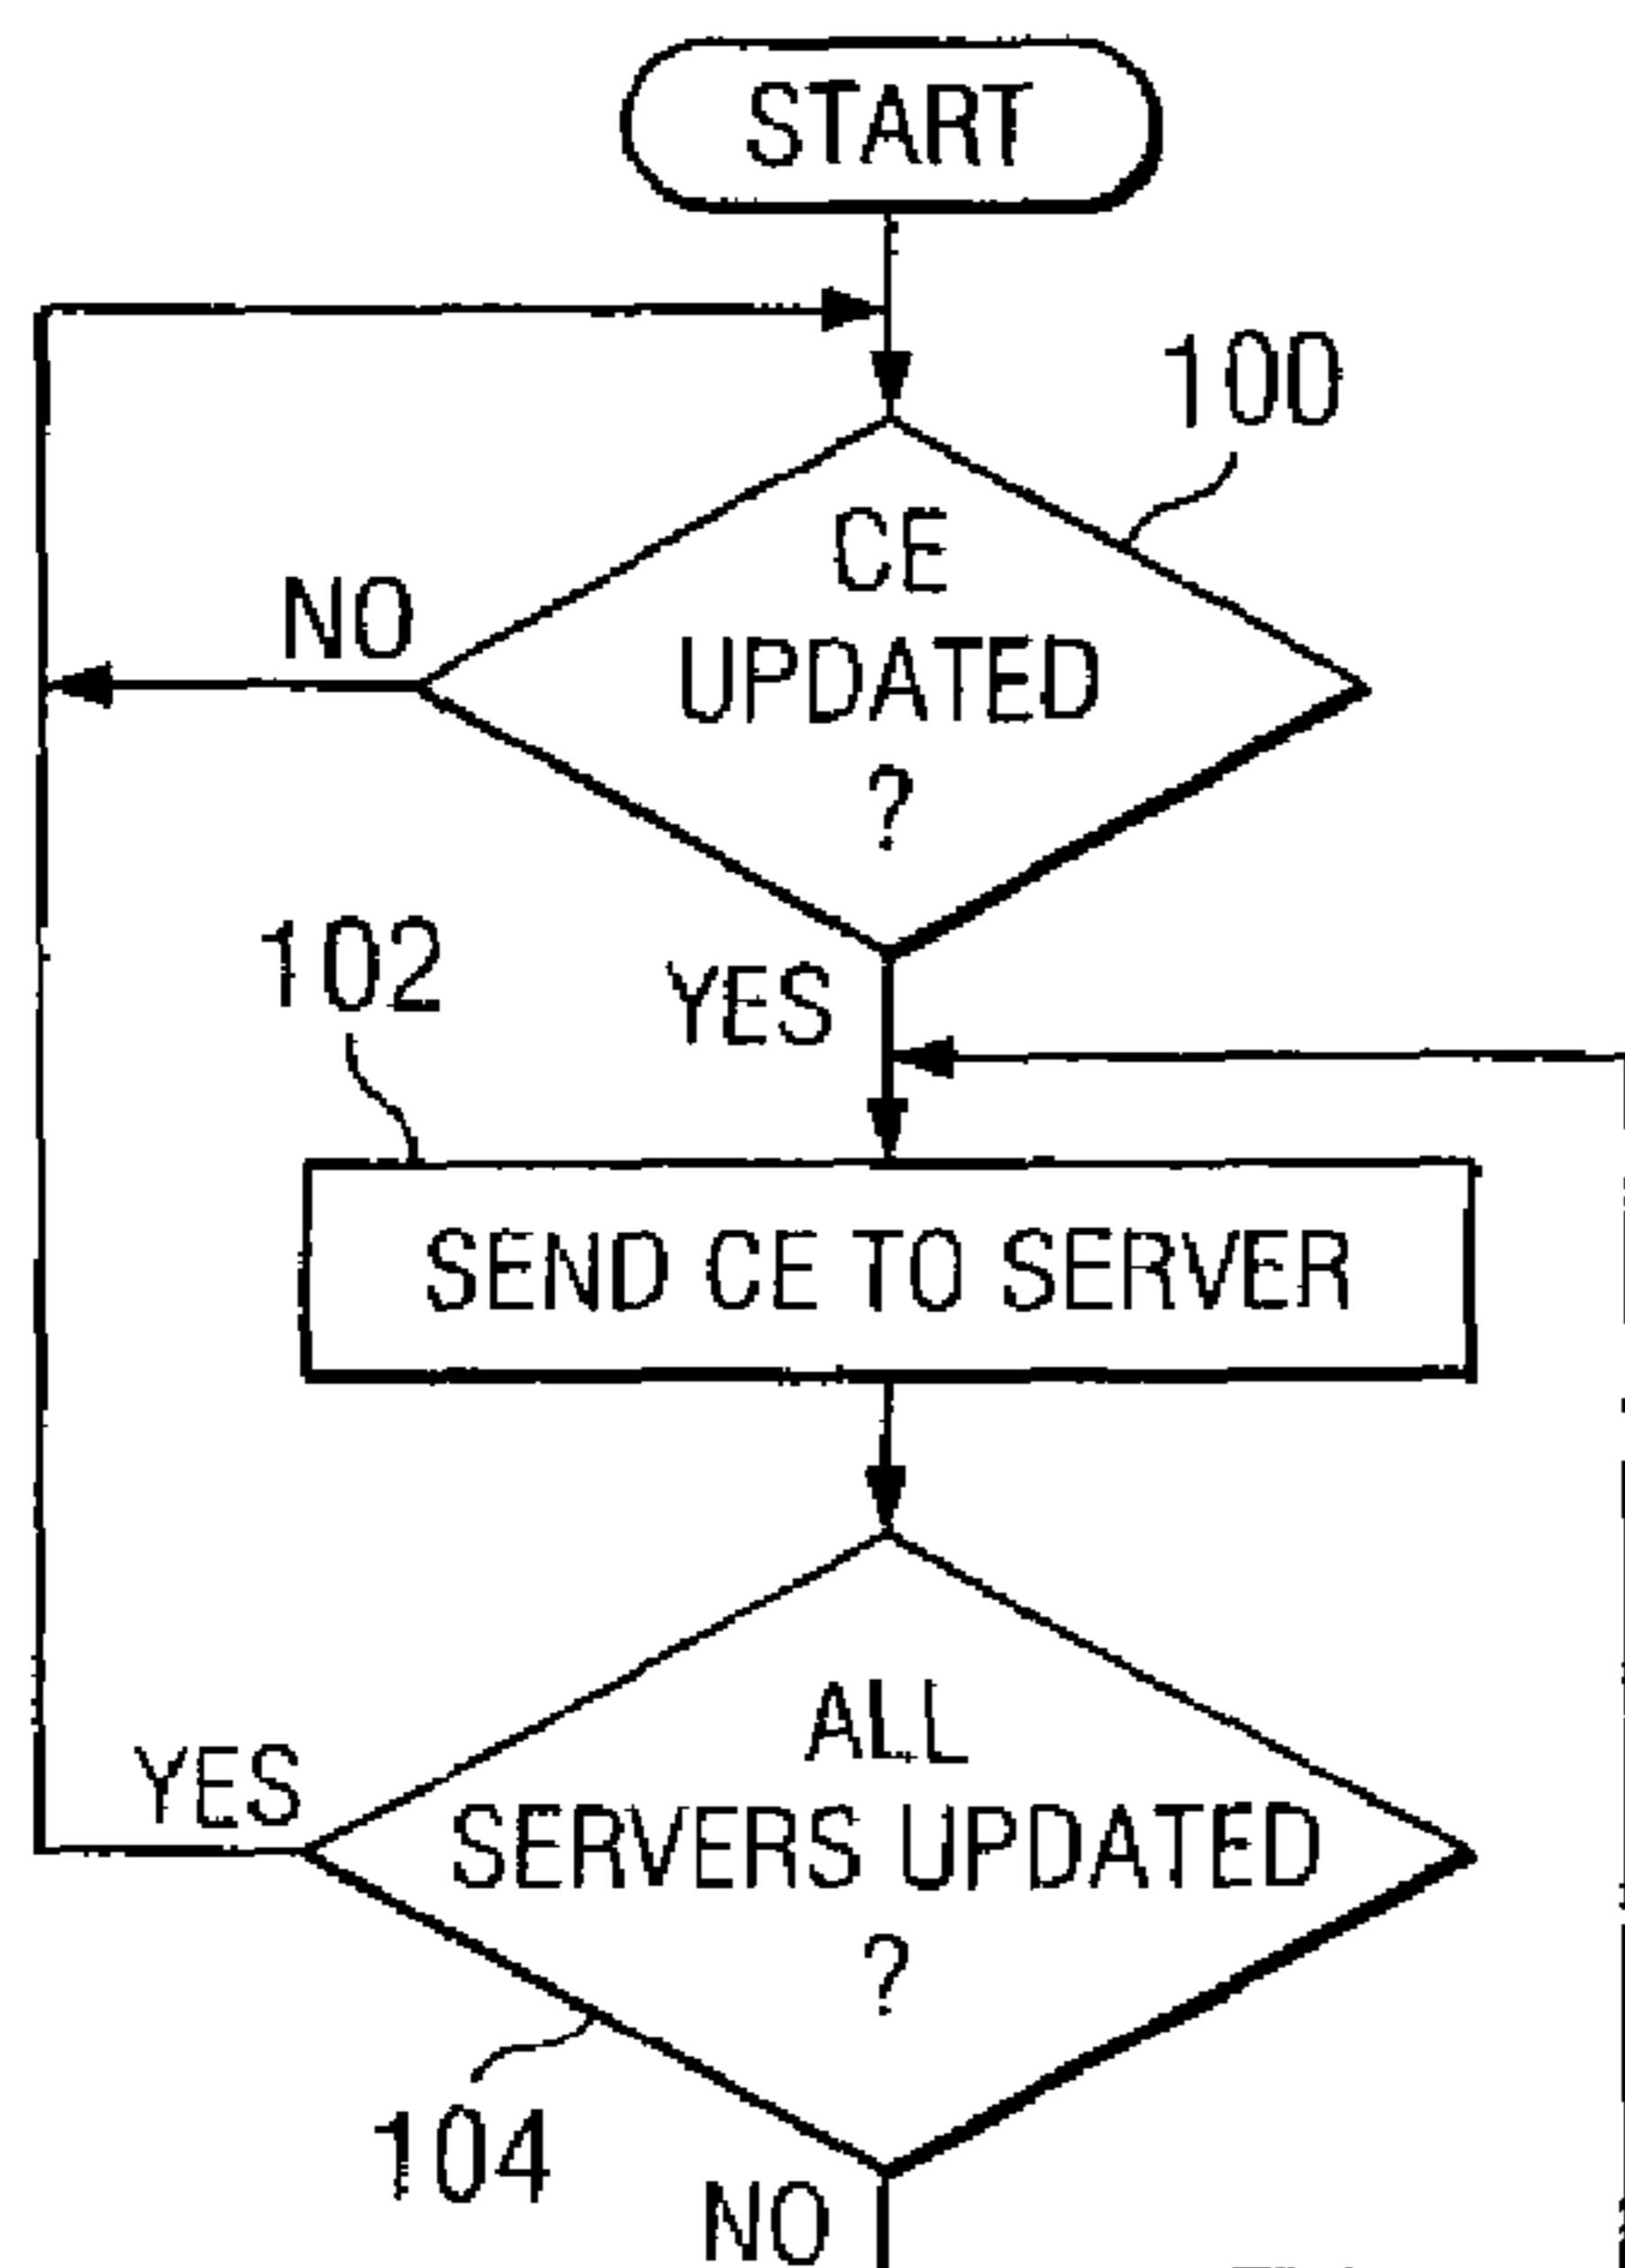 START
100
CE
UPDATED
?
NO
102
YES
SEND CE TO SERVER
ALL
SERVERS UPDATED
?
YES
104
NO